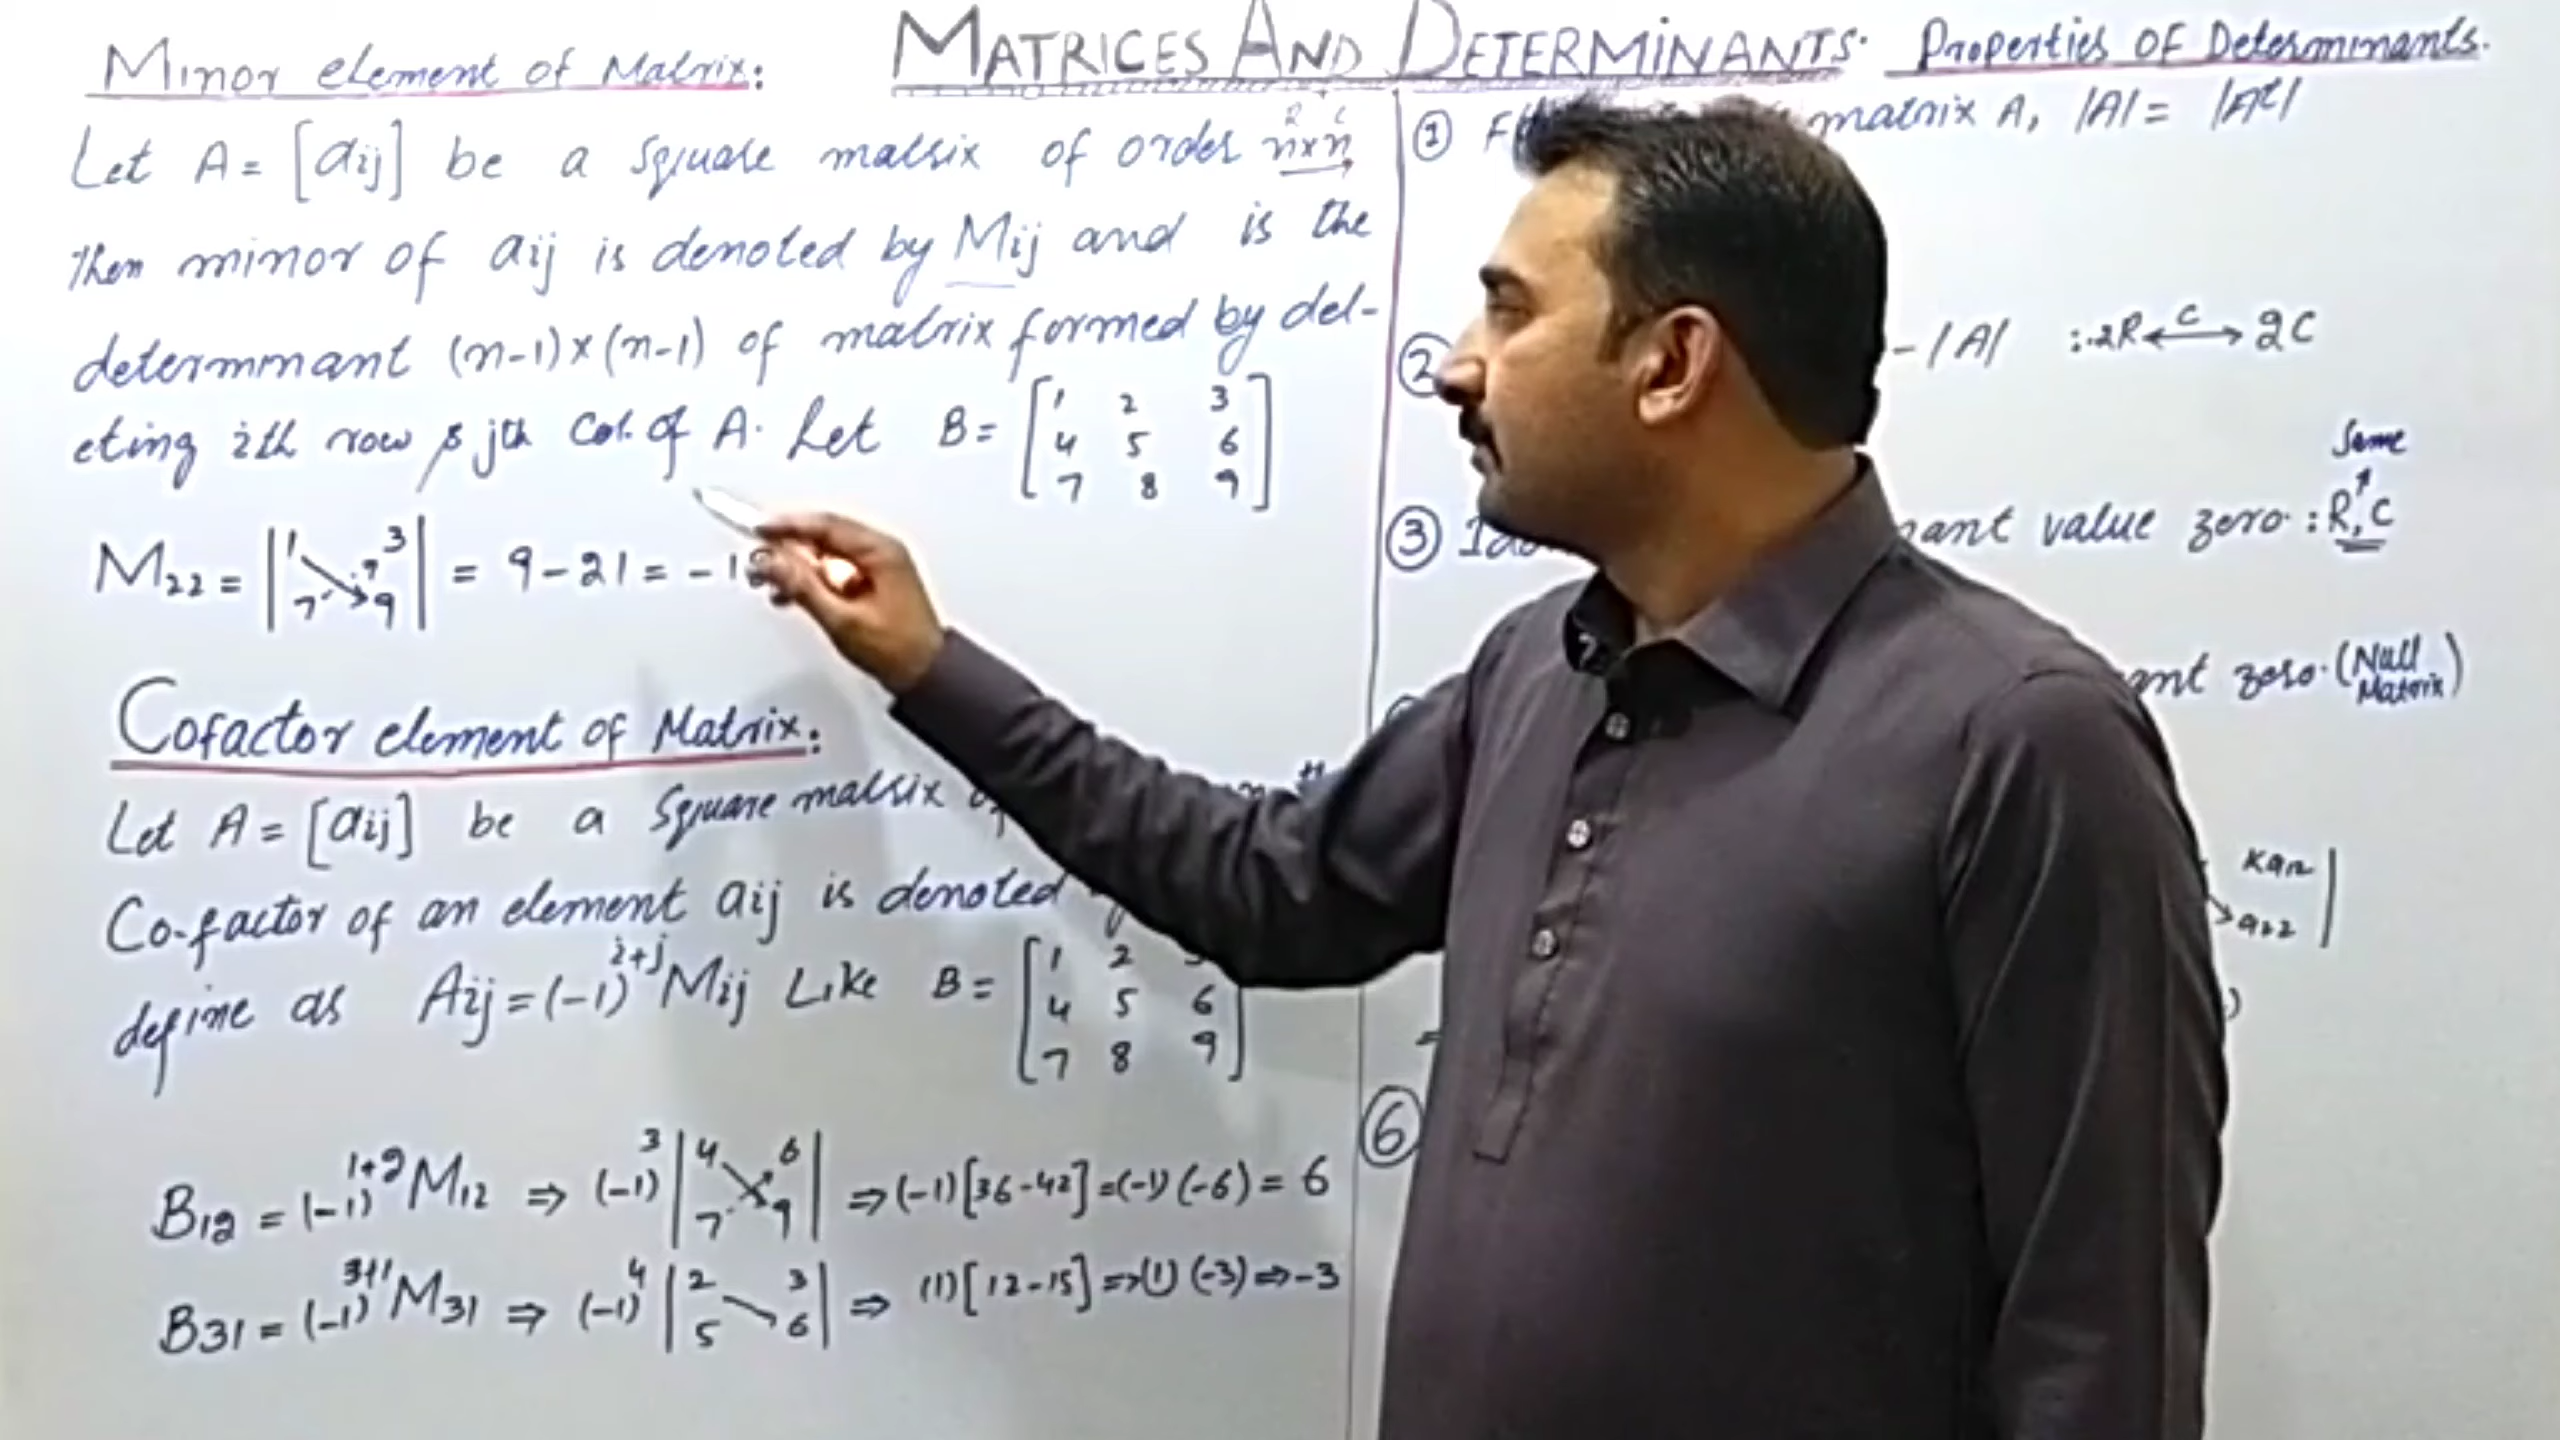 MATRICES AND DETERMINANTS.
Minor element of Matrix:
Let A = [aij] be a square matrix of order n×n
R C
then minor of aij is denoted by Mij and is the
determinant (n-1)×(n-1) of matrix formed by del-
eting ith row & jth Col. of A. Let B = [1 2 3
4 5 6
7 8 9]
M22 = |1 3
7 9| = 9-21 = -1
Cofactor element of Matrix:
Let A = [aij] be a square matrix
Co-factor of an element aij is denoted
define as Aij = (-1)^i+j Mij Like B = [1 2
4 5 6
7 8 9]
B12 = (-1)^1+2 M12 ⇒ (-1)^3 |4 6
7 9| ⇒ (-1)[36-42] = (-1)(-6) = 6
B31 = (-1)^3+1 M31 ⇒ (-1)^4 |2 3
5 6| ⇒ (1)[12-15] ⇒ (1)(-3) ⇒ -3
Properties OF Determinants.
① matrix A, |A| = |A^t|
② -|A| :.2R ⟷ 2C
C
③ value zero. : R, C
Same
zero. (Null Matrix)
Ka12
a22|
⑥